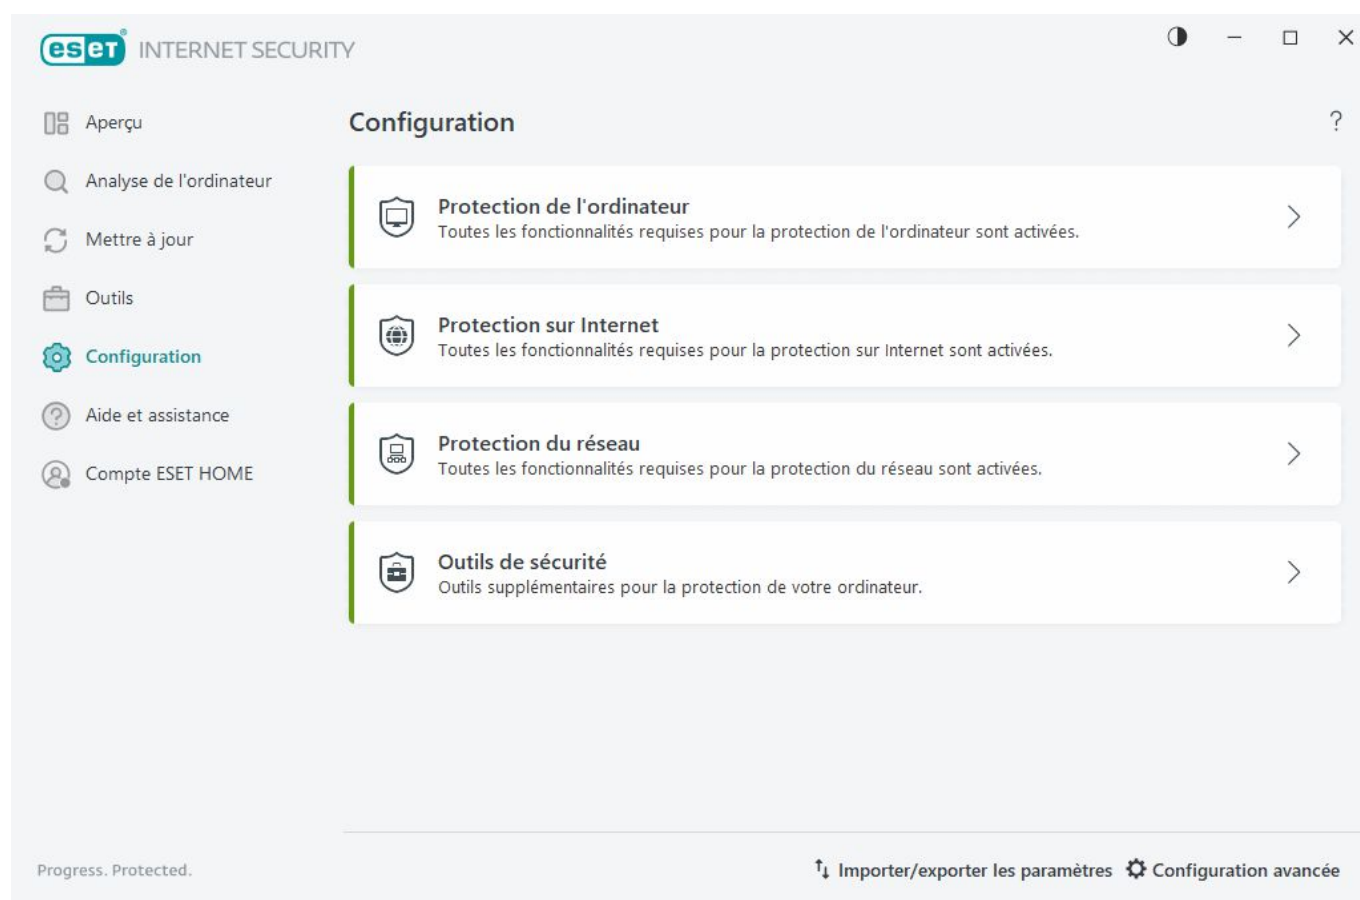 eset® INTERNET SECURITY
Aperçu
Analyse de l'ordinateur
Mettre à jour
Outils
Configuration
Aide et assistance
Compte ESET HOME
Configuration
?
Protection de l'ordinateur
Toutes les fonctionnalités requises pour la protection de l'ordinateur sont activées.
Protection sur Internet
Toutes les fonctionnalités requises pour la protection sur Internet sont activées.
Protection du réseau
Toutes les fonctionnalités requises pour la protection du réseau sont activées.
Outils de sécurité
Outils supplémentaires pour la protection de votre ordinateur.
Progress. Protected.
Importer/exporter les paramètres Configuration avancée